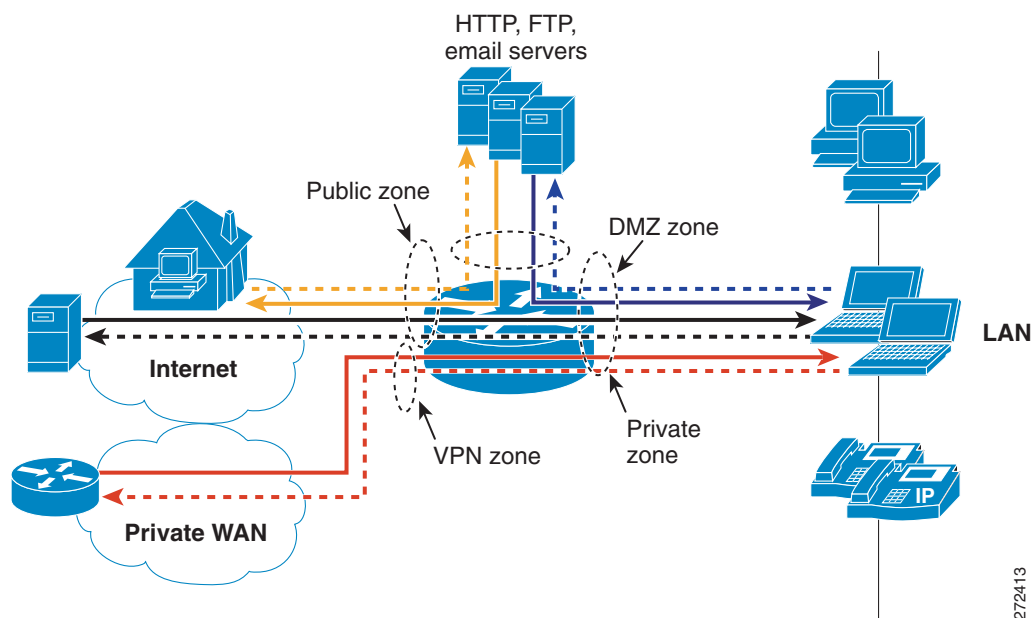 HTTP, FTP,
email servers
Public zone
DMZ zone
Internet
LAN
VPN zone
Private
zone
Private WAN
IP
272413